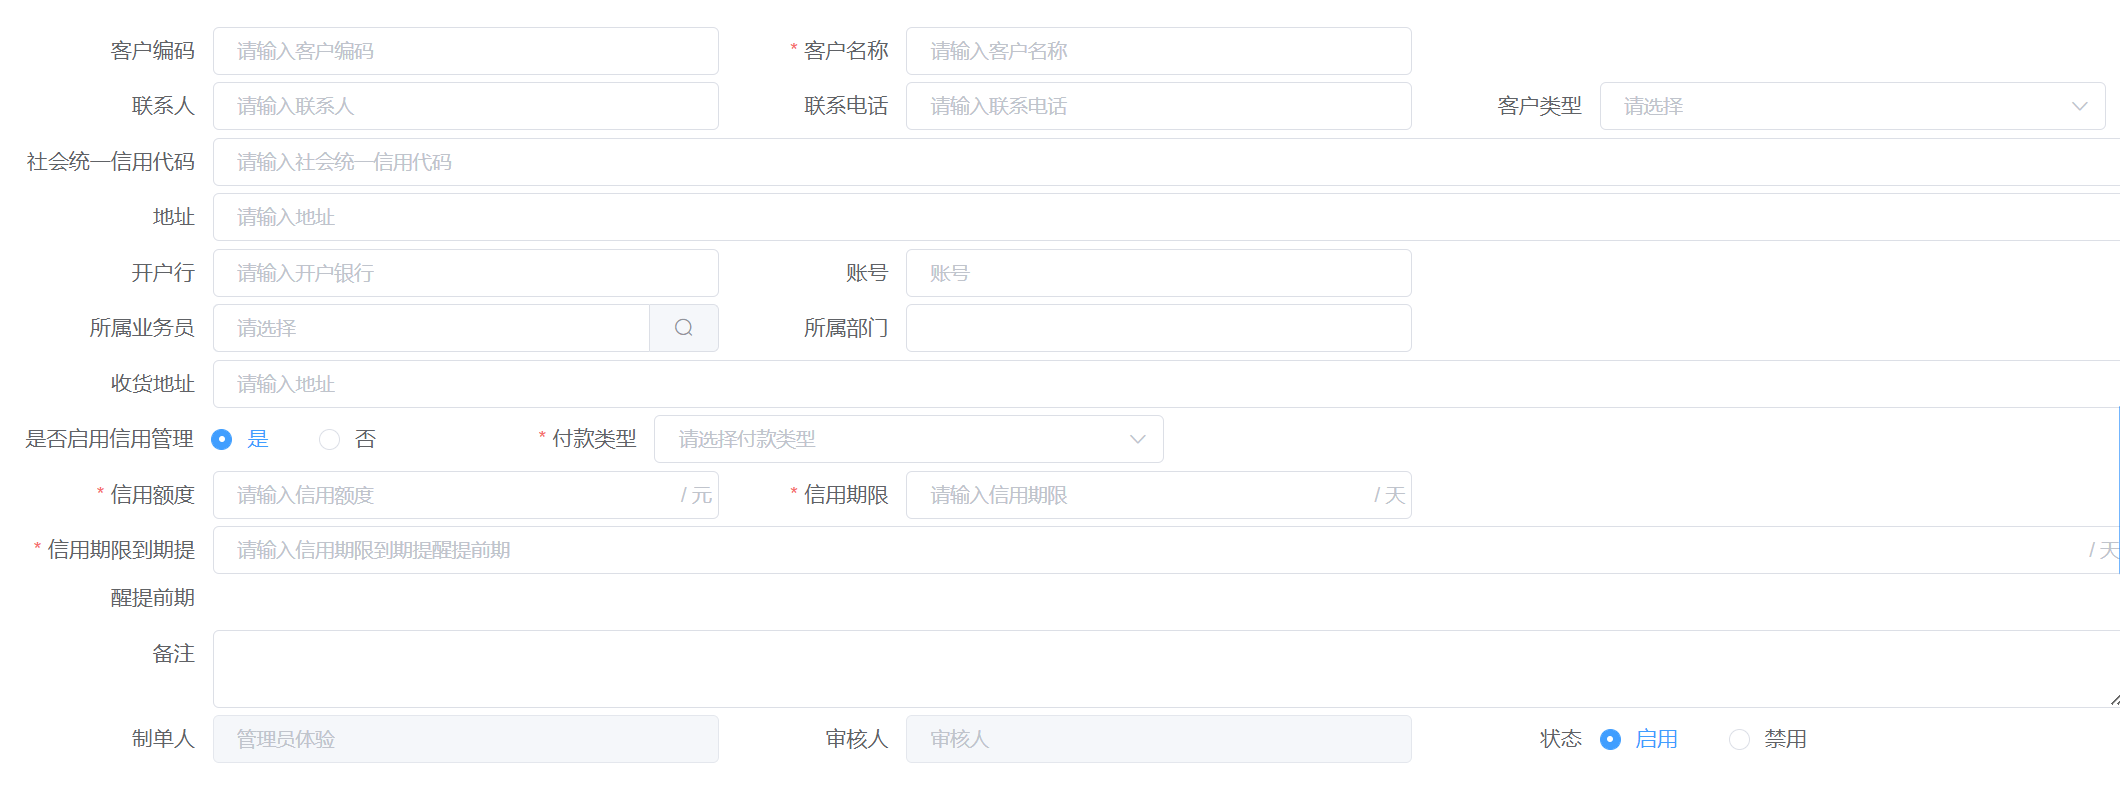 客户编码 请输入客户编码 * 客户名称 请输入客户名称
联系人 请输入联系人 联系电话 请输入联系电话 客户类型 请选择
社会统一信用代码 请输入社会统一信用代码
地址 请输入地址
开户行 请输入开户银行 账号 账号
所属业务员 请选择 所属部门
收货地址 请输入地址
是否启用信用管理 是 否 * 付款类型 请选择付款类型
* 信用额度 请输入信用额度 / 元 * 信用期限 请输入信用期限 / 天
* 信用期限到期提 请输入信用期限到期提醒提前期 / 天
醒提前期
备注
制单人 管理员体验 审核人 审核人 状态 启用 禁用